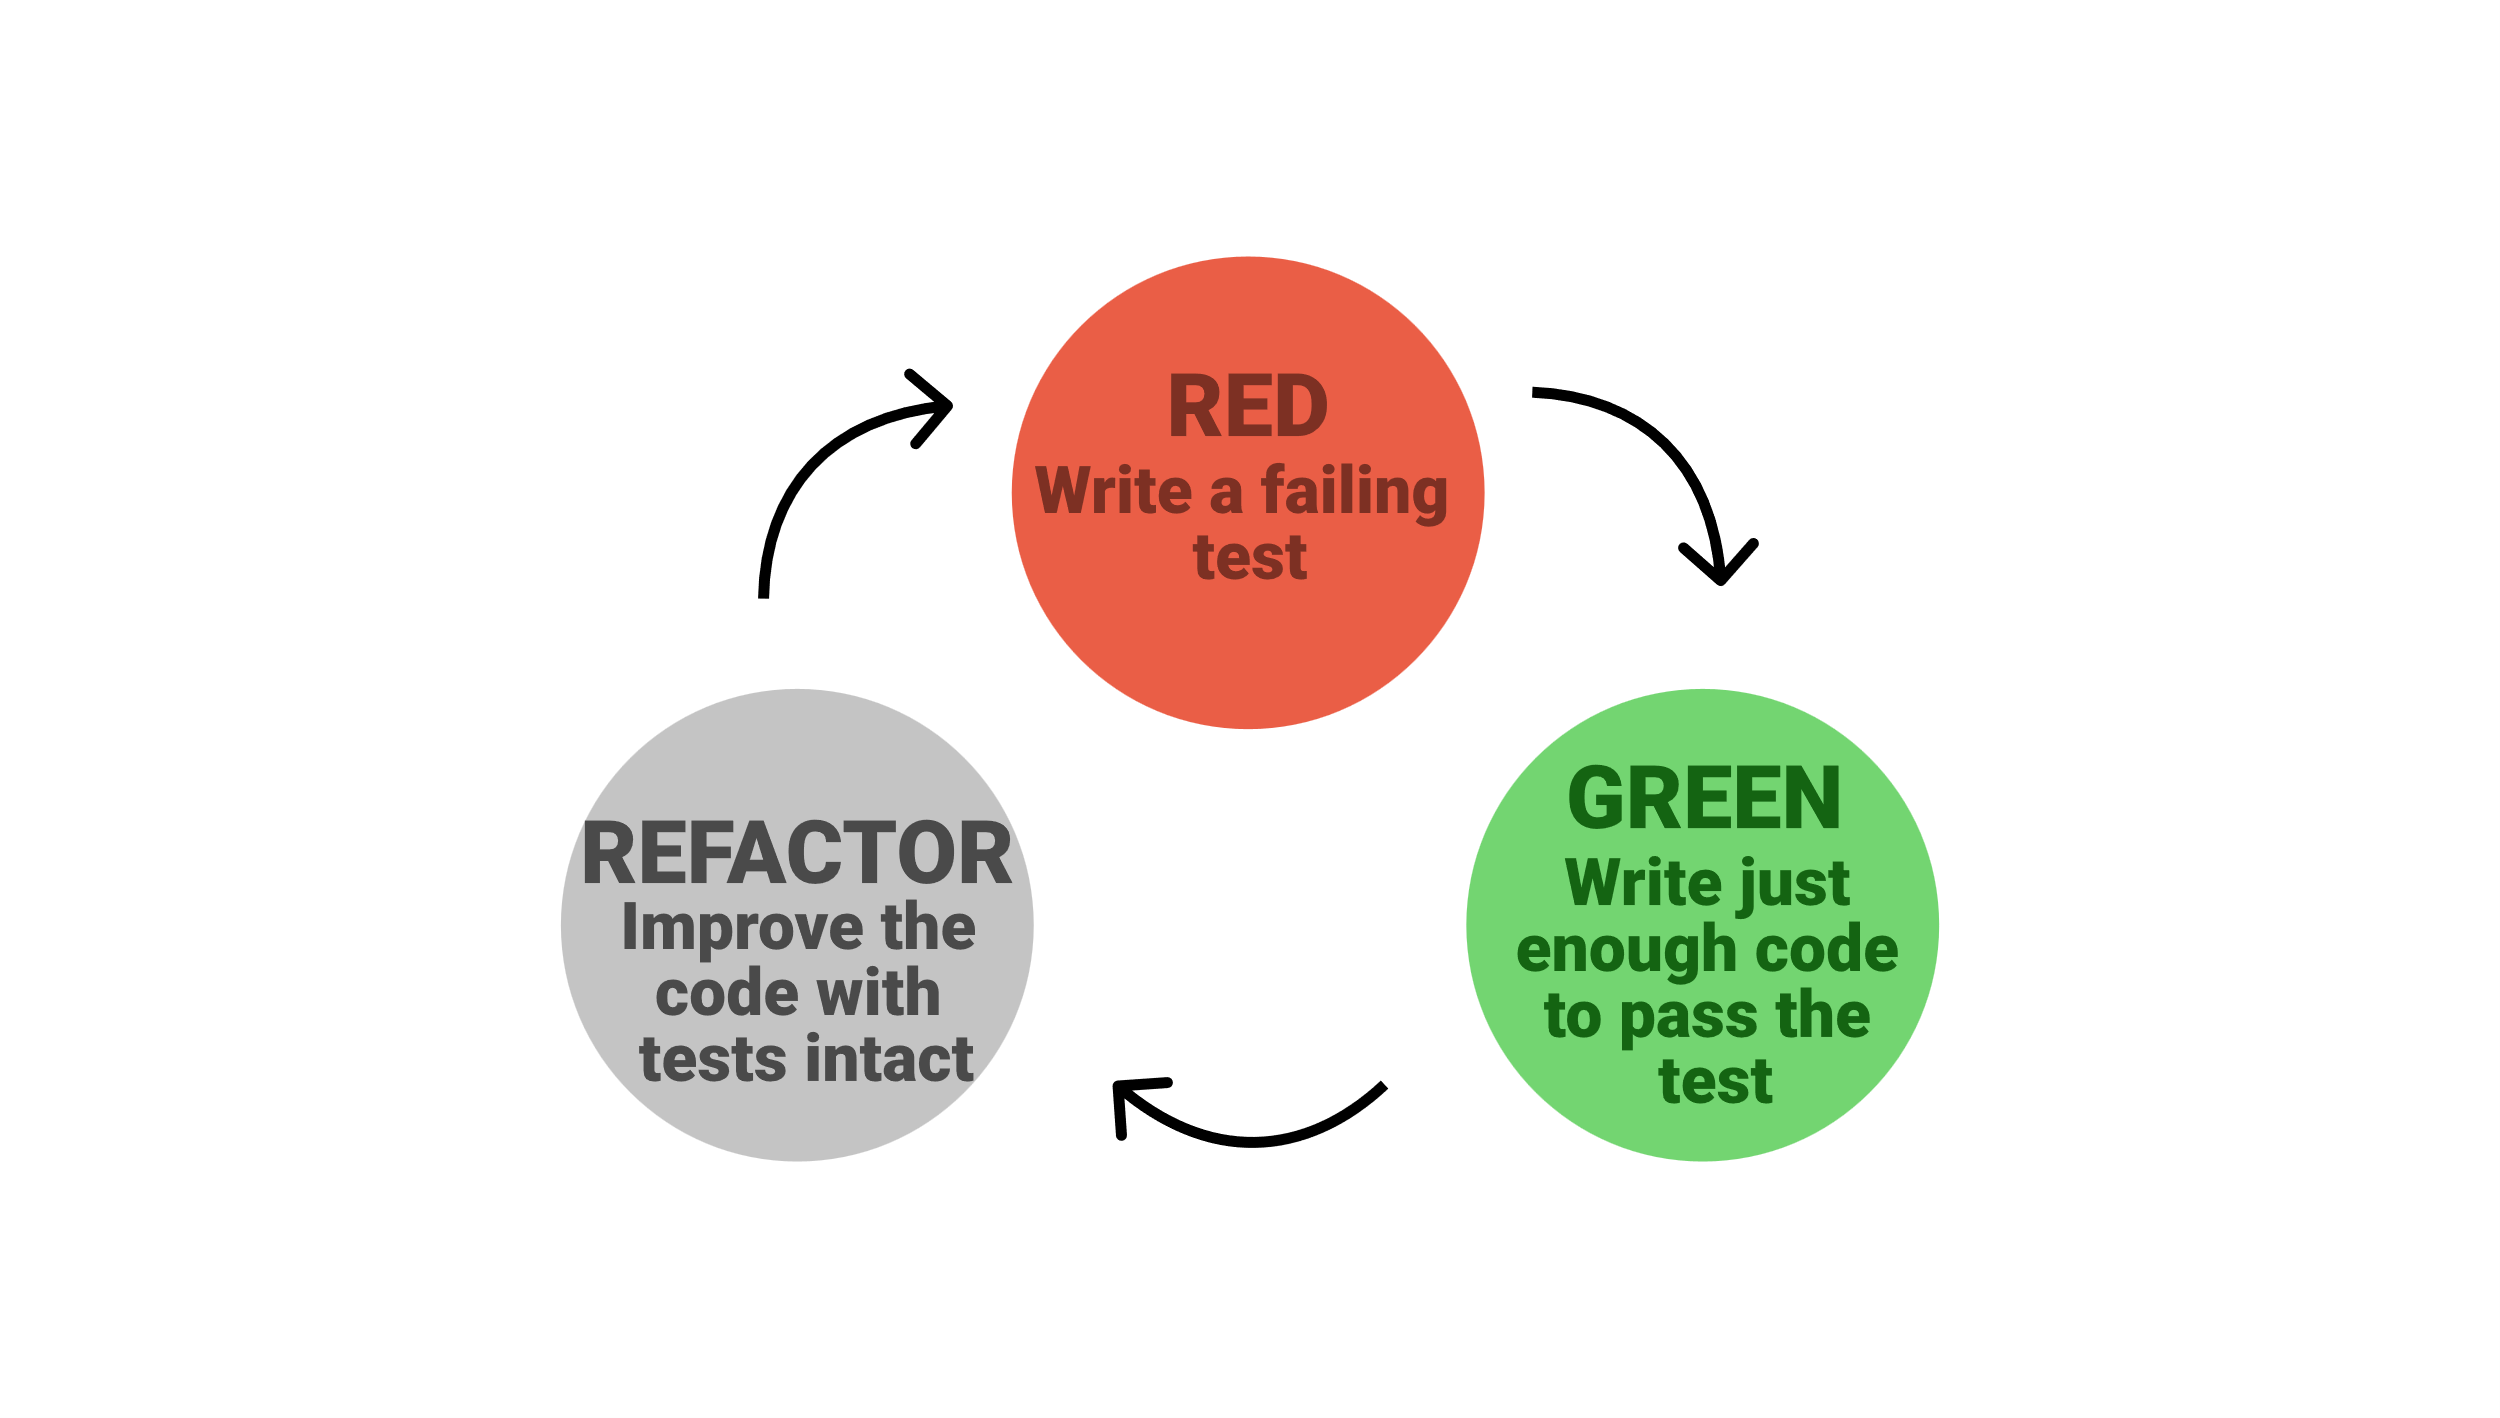 RED
Write a failing
test
GREEN
Write just
enough code
to pass the
test
REFACTOR
Improve the
code with
tests intact